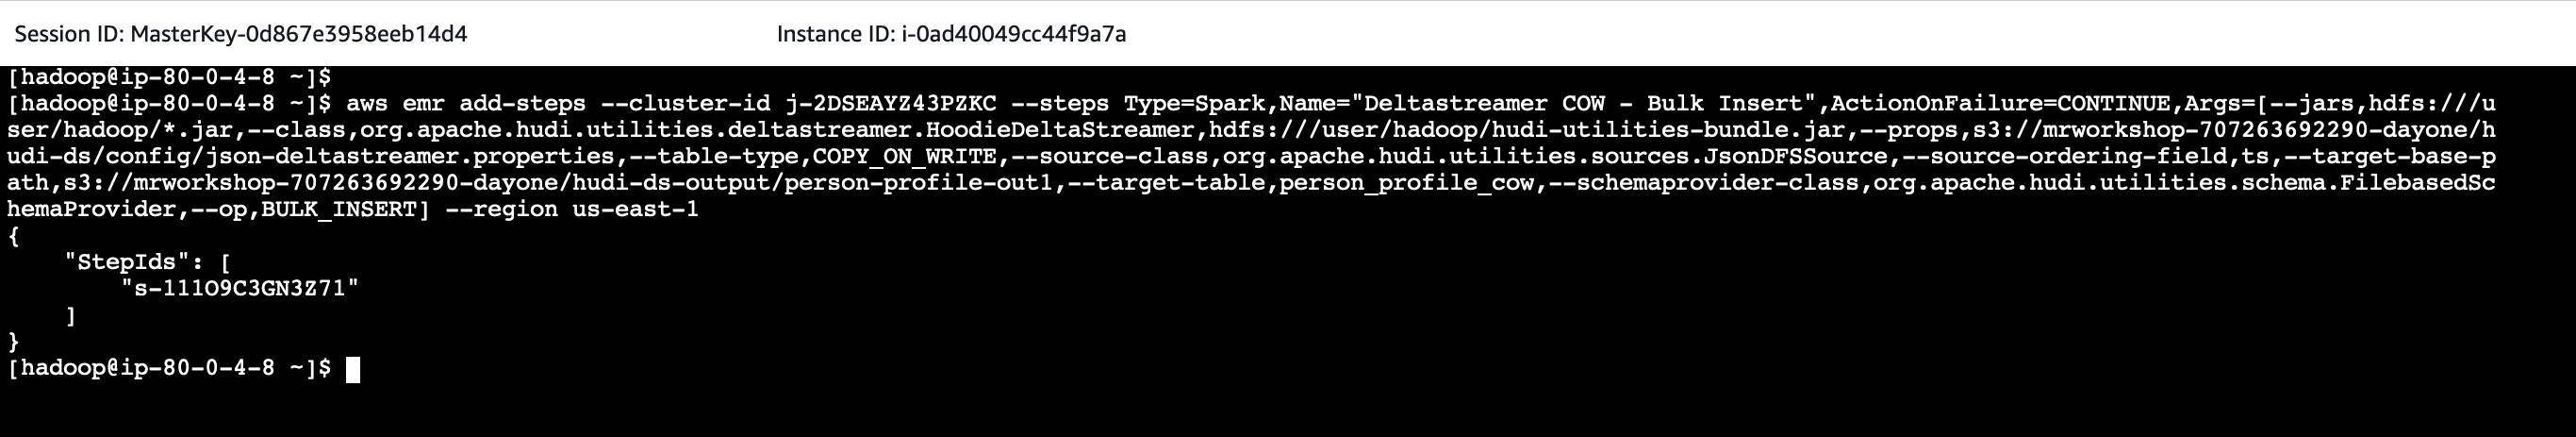 Session ID: MasterKey-0d867e3958eeb14d4 Instance ID: i-0ad40049cc44f9a7a
[hadoop@ip-80-0-4-8 ~]$
[hadoop@ip-80-0-4-8 ~]$ aws emr add-steps --cluster-id j-2DSEAYZ43PZKC --steps Type=Spark,Name="Deltastreamer COW - Bulk Insert",ActionOnFailure=CONTINUE,Args=[--jars,hdfs:///u
ser/hadoop/*.jar,--class,org.apache.hudi.utilities.deltastreamer.HoodieDeltaStreamer,hdfs:///user/hadoop/hudi-utilities-bundle.jar,--props,s3://mrworkshop-707263692290-dayone/h
udi-ds/config/json-deltastreamer.properties,--table-type,COPY_ON_WRITE,--source-class,org.apache.hudi.utilities.sources.JsonDFSSource,--source-ordering-field,ts,--target-base-p
ath,s3://mrworkshop-707263692290-dayone/hudi-ds-output/person-profile-out1,--target-table,person_profile_cow,--schemaprovider-class,org.apache.hudi.utilities.schema.FilebasedSc
hemaProvider,--op,BULK_INSERT] --region us-east-1
{
    "StepIds": [
        "s-111O9C3GN3Z71"
    ]
}
[hadoop@ip-80-0-4-8 ~]$